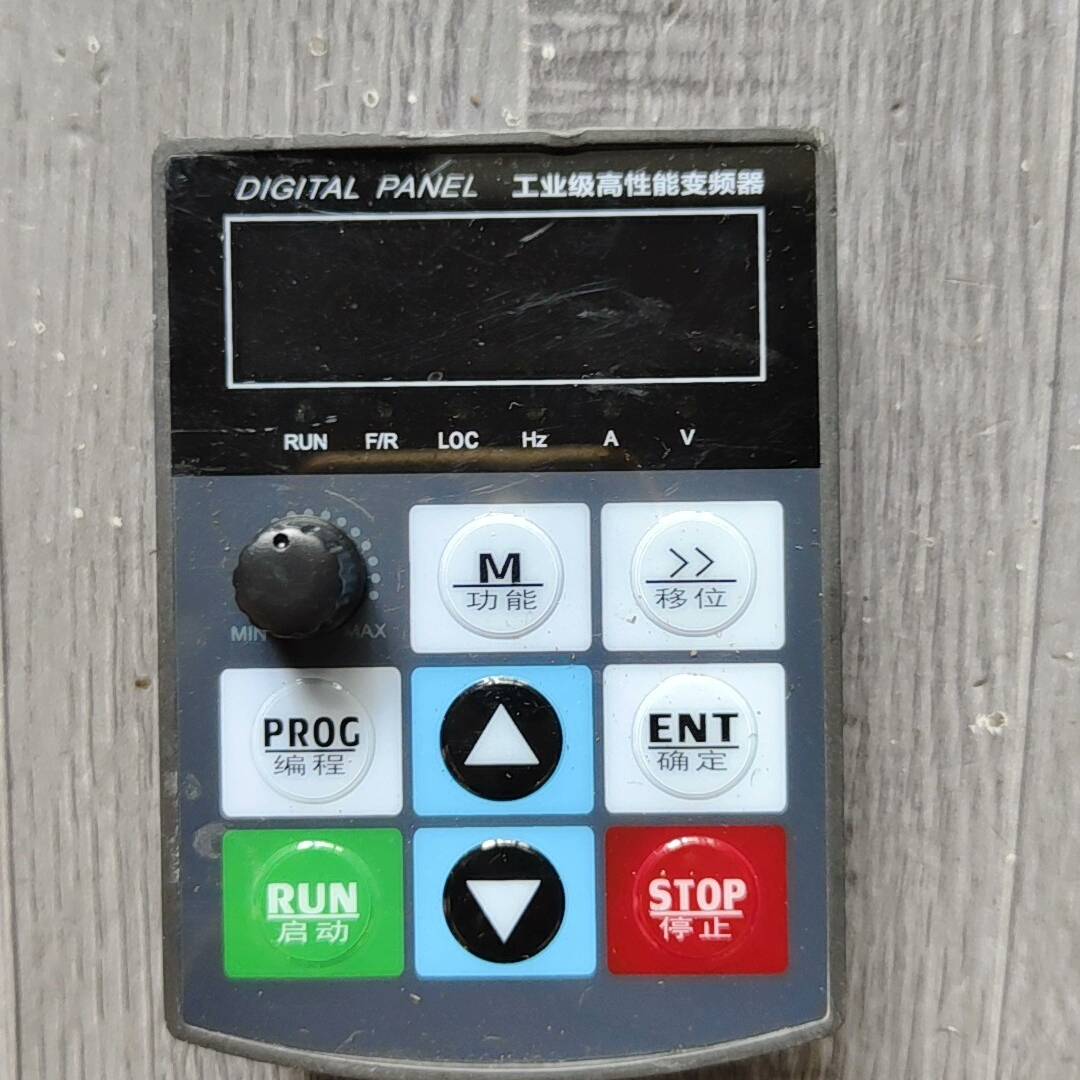 DIGITAL PANEL 工业级高性能变频器
RUN F/R LOC Hz A V
MIN MAX
M
功能
>>
移位
PROG
编程
ENT
确定
RUN
启动
STOP
停止